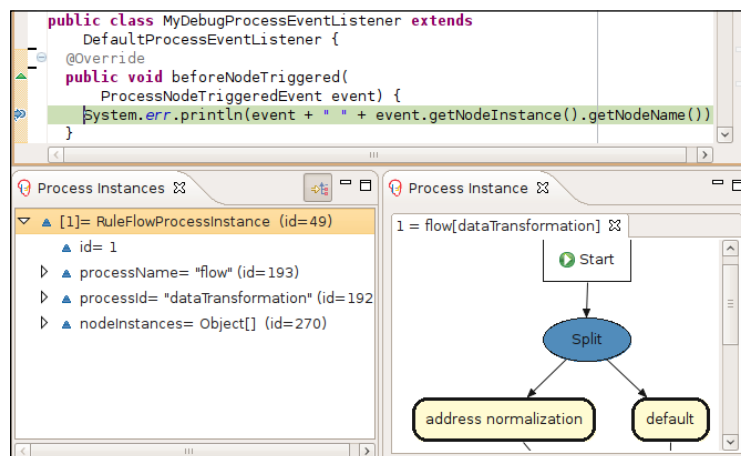 public class MyDebugProcessEventListener extends
DefaultProcessEventListener {
@Override
public void beforeNodeTriggered(
ProcessNodeTriggeredEvent event) {
System.err.println(event + " " + event.getNodeInstance().getNodeName())
}
Process Instances
[1]= RuleFlowProcessInstance (id=49)
id= 1
processName= "flow" (id=193)
processId= "dataTransformation" (id=192
nodeInstances= Object[] (id=270)
Process Instance
1 = flow[dataTransformation]
Start
Split
address normalization
default